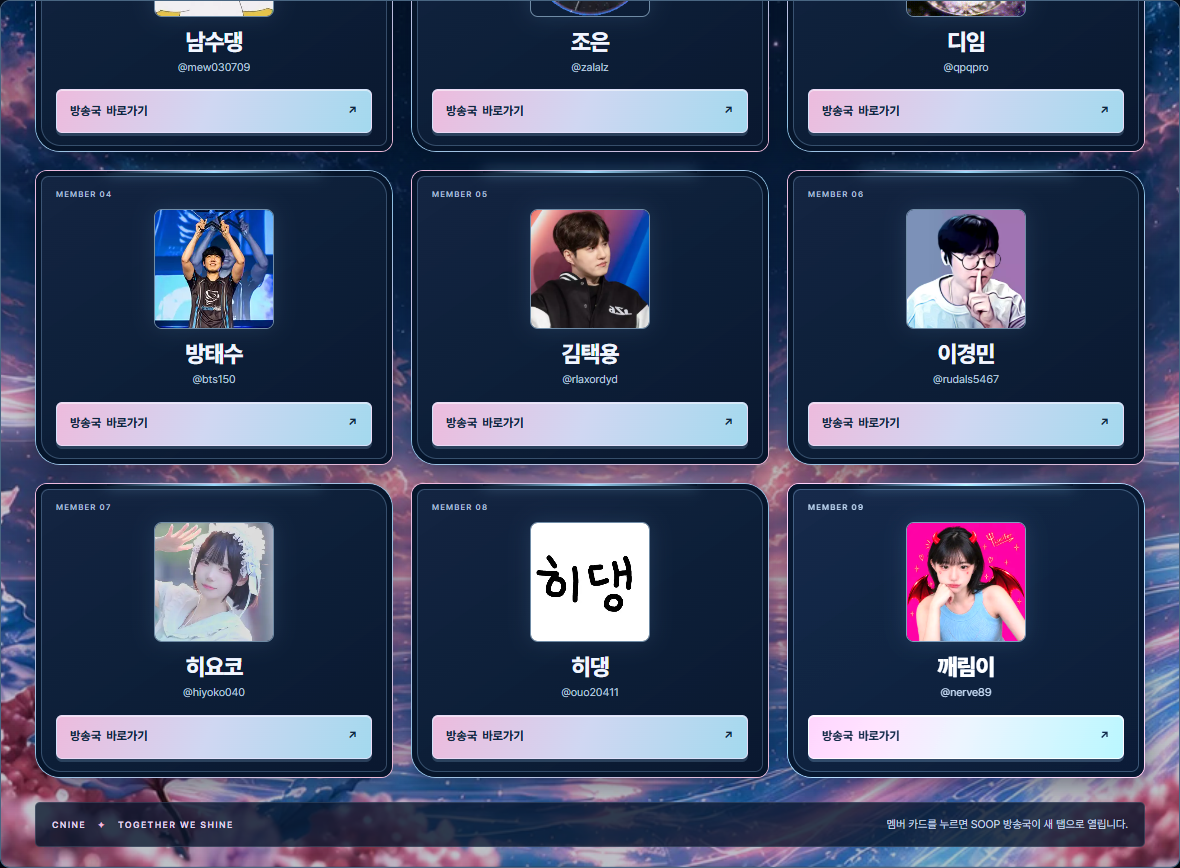 남수댕
@mew030709
방송국 바로가기
조은
@zalalz
방송국 바로가기
디임
@qpqpro
방송국 바로가기
MEMBER 04
방태수
@bts150
방송국 바로가기
MEMBER 05
김택용
@rlaxordyd
방송국 바로가기
MEMBER 06
이경민
@rudals5467
방송국 바로가기
MEMBER 07
히요코
@hiyoko040
방송국 바로가기
MEMBER 08
히댕
히댕
@ouo20411
방송국 바로가기
MEMBER 09
깨림이
@nerve89
방송국 바로가기
CNINE ✦ TOGETHER WE SHINE
멤버 카드를 누르면 SOOP 방송국이 새 탭으로 열립니다.